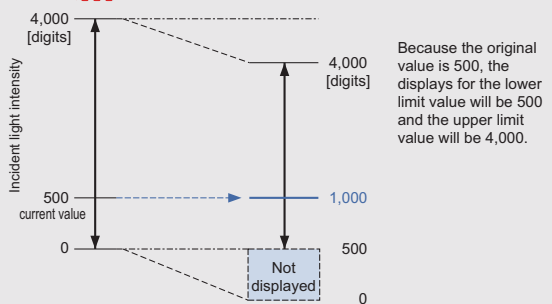 4,000
[digits]
Incident light intensity
500
current value
0
4,000
[digits]
1,000
500
Not
displayed
0
Because the original
value is 500, the
displays for the lower
limit value will be 500
and the upper limit
value will be 4,000.